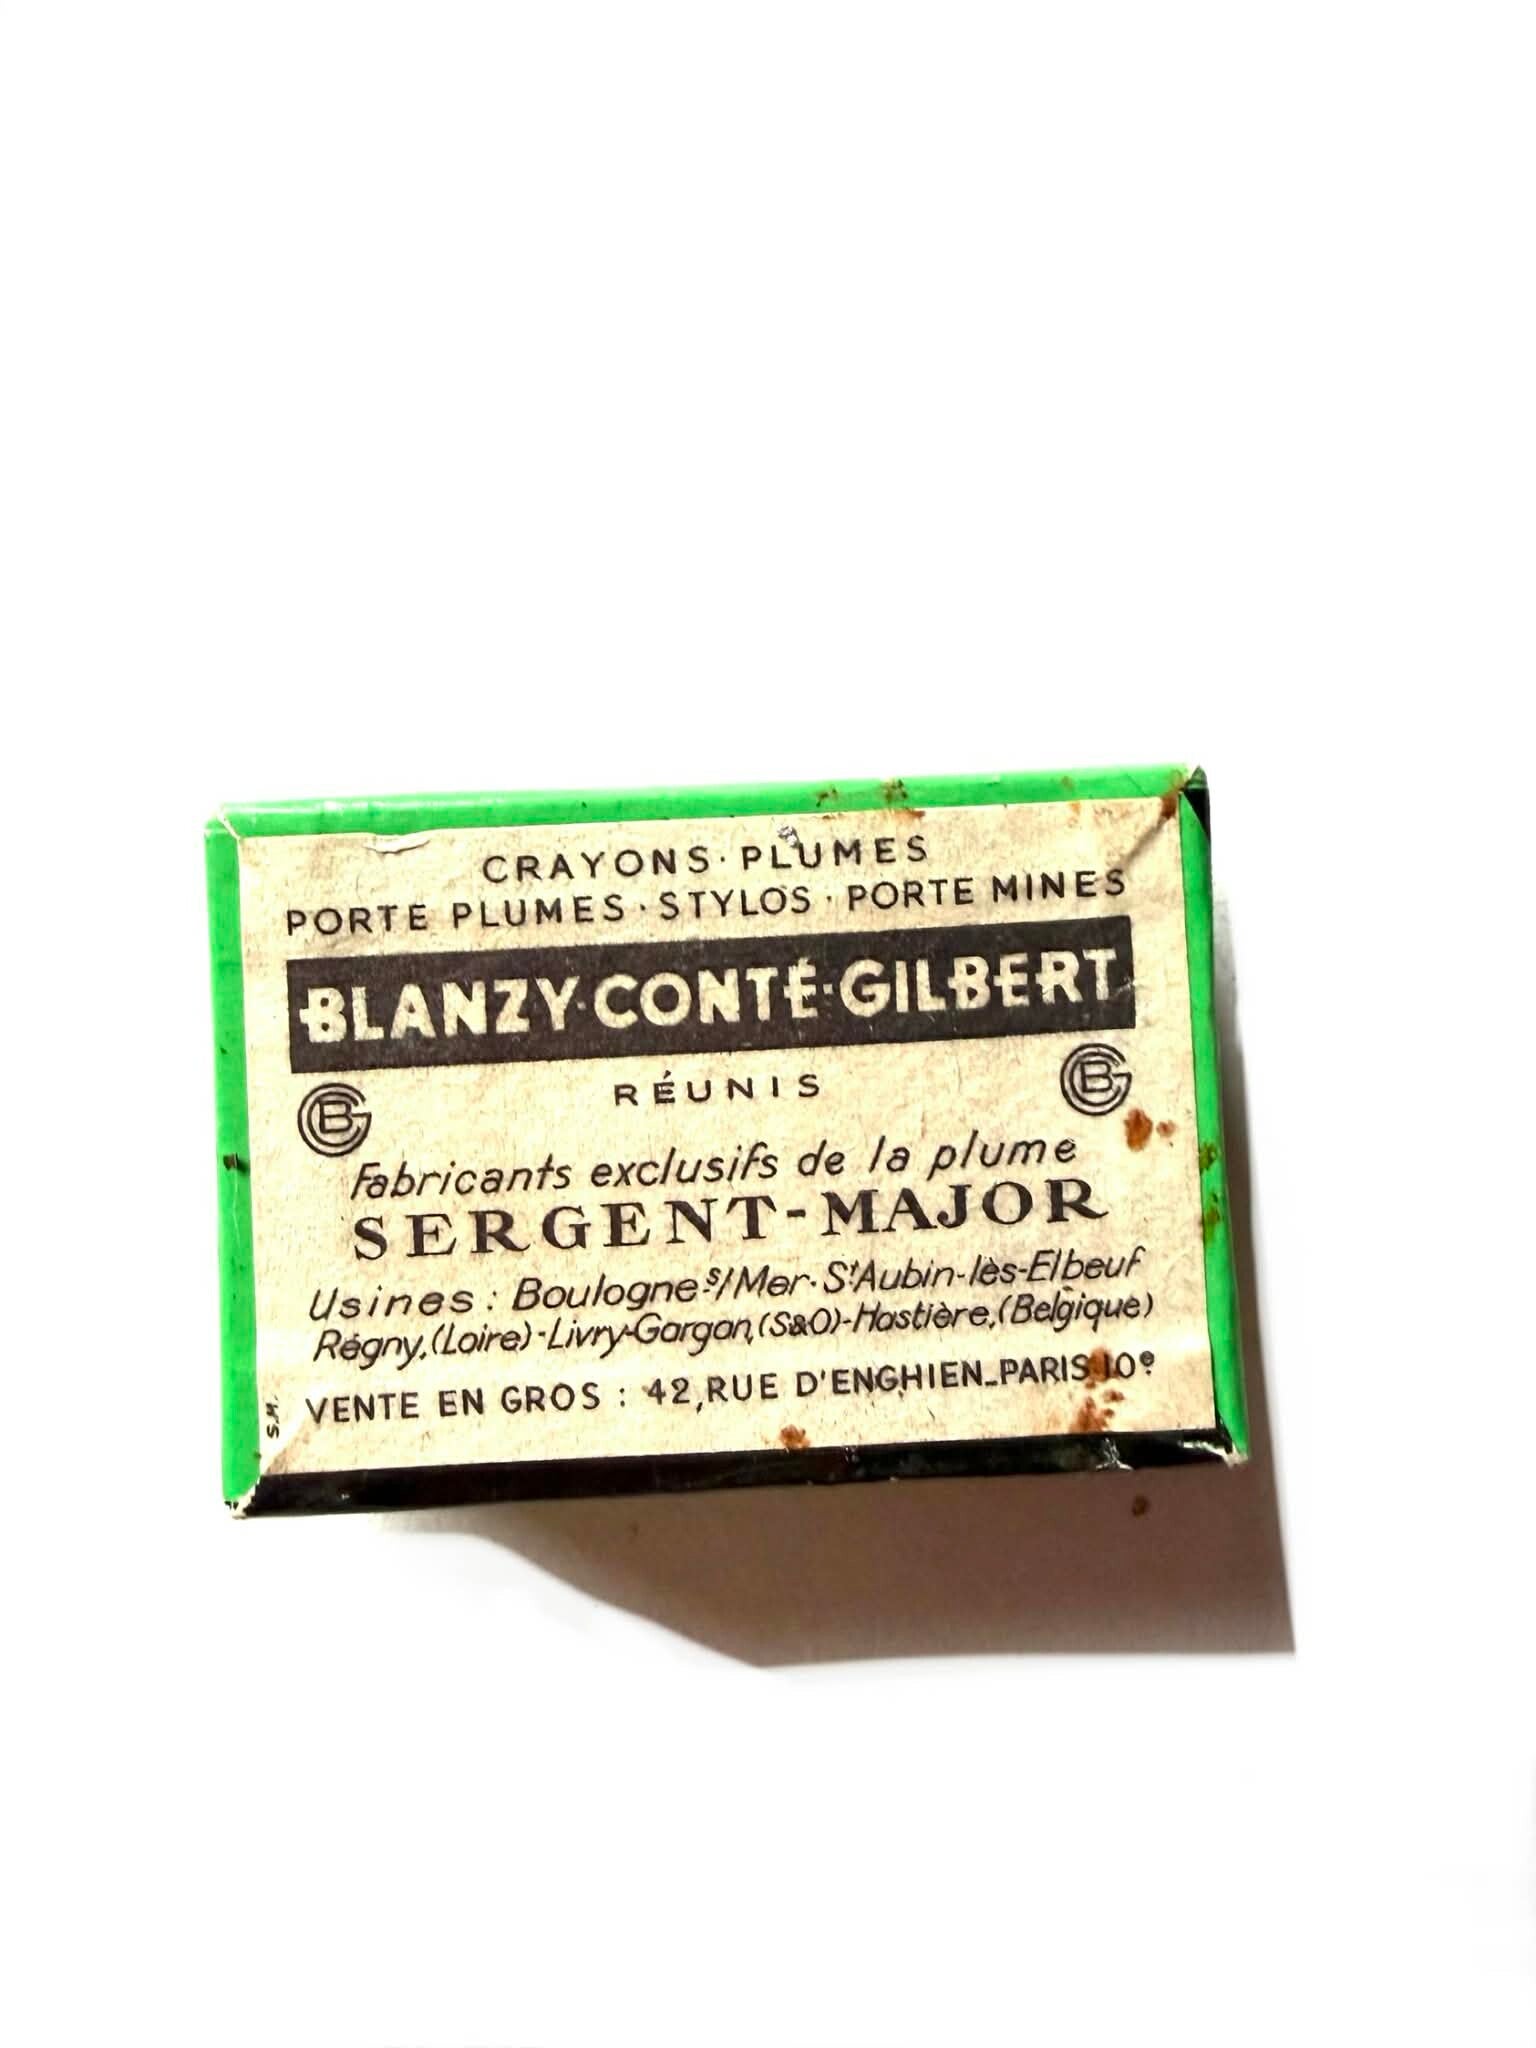 CRAYONS · PLUMES
PORTE PLUMES · STYLOS · PORTE MINES
BLANZY·CONTÉ·GILBERT
RÉUNIS
BCG BCG
Fabricants exclusifs de la plume
SERGENT-MAJOR
Usines : Boulogne s/Mer - St Aubin-lès-Elbeuf
Régny, (Loire) - Livry-Gargan, (S&O) - Hastière, (Belgique)
VENTE EN GROS : 42, RUE D'ENGHIEN_PARIS 10e
S.M.